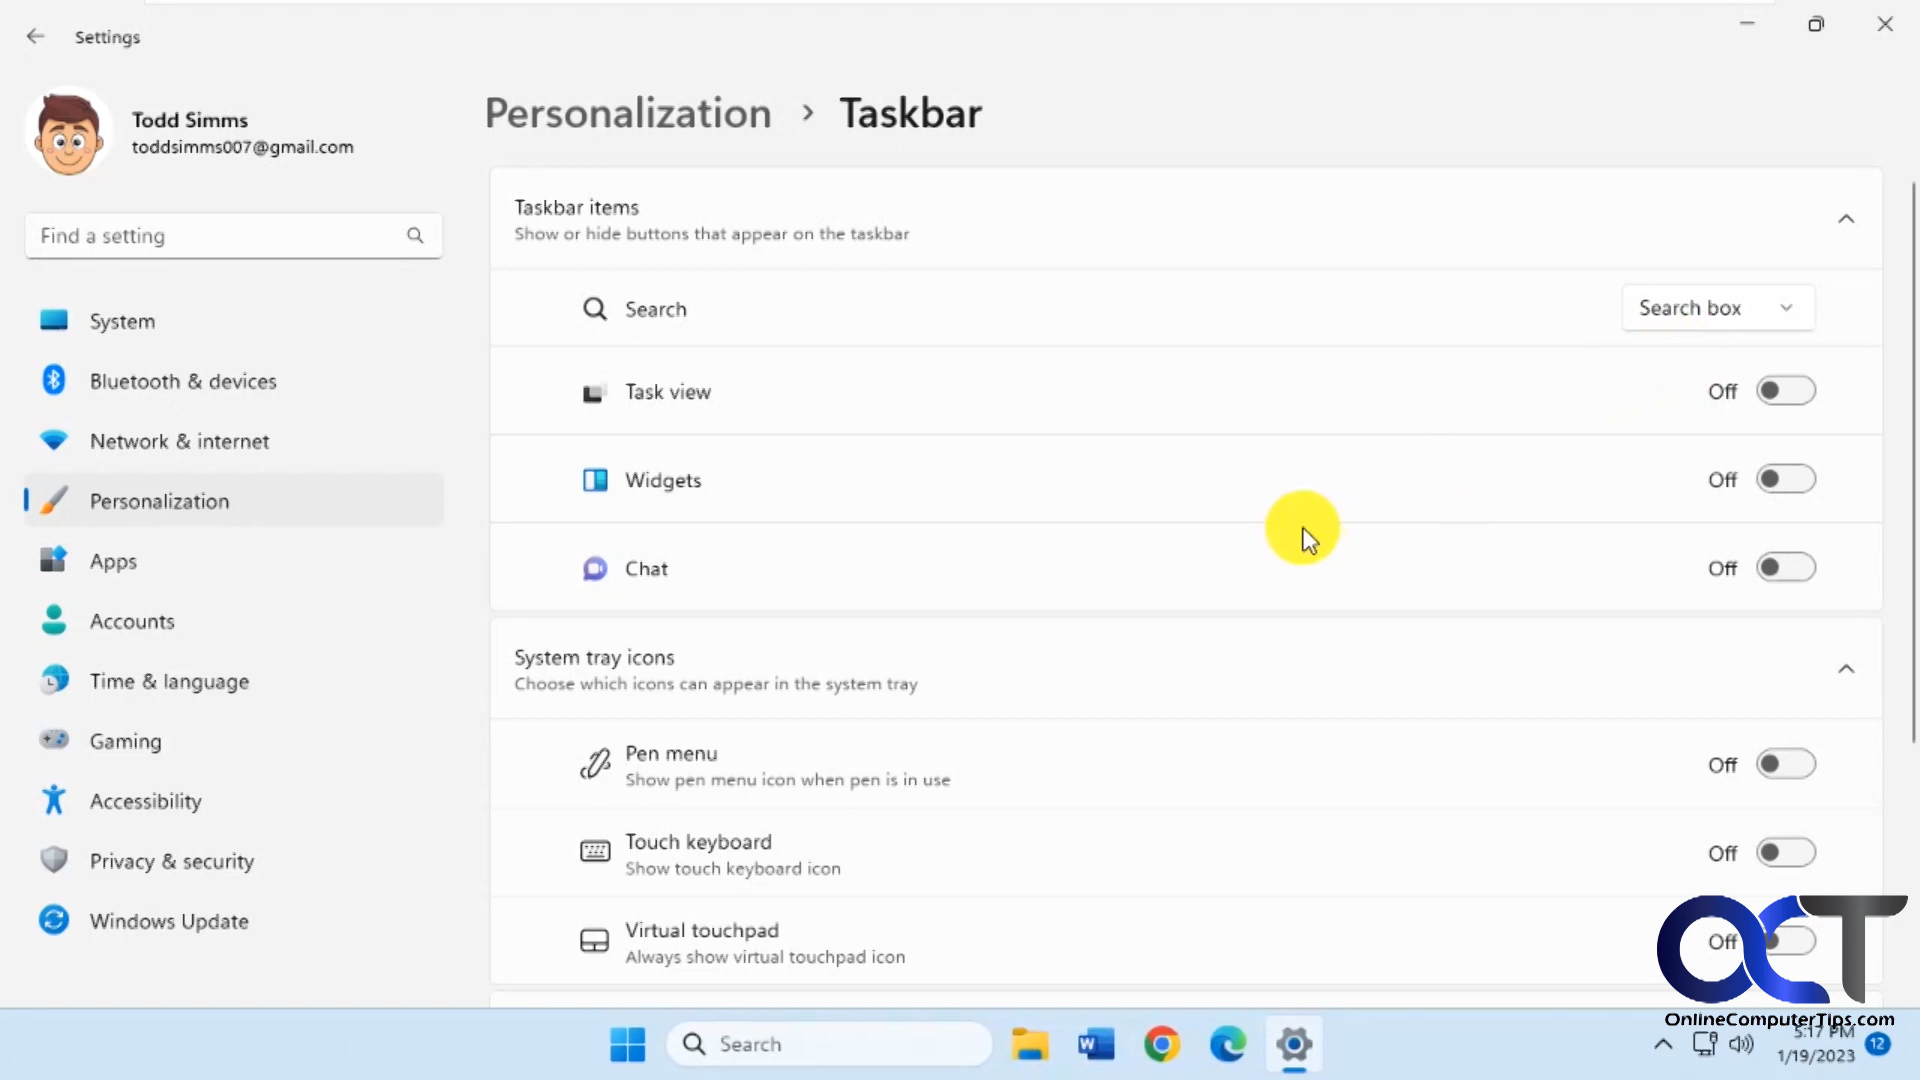 Settings
Todd Simms
toddsimms007@gmail.com
Find a setting
System
Bluetooth & devices
Network & internet
Personalization
Apps
Accounts
Time & language
Gaming
Accessibility
Privacy & security
Windows Update
Personalization > Taskbar
Taskbar items
Show or hide buttons that appear on the taskbar
Search
Search box
Task view
Off
Widgets
Off
Chat
Off
System tray icons
Choose which icons can appear in the system tray
Pen menu
Show pen menu icon when pen is in use
Off
Touch keyboard
Show touch keyboard icon
Off
Virtual touchpad
Always show virtual touchpad icon
Off
OCT
OnlineComputerTips.com
Search
W
5:17 PM
1/19/2023
12